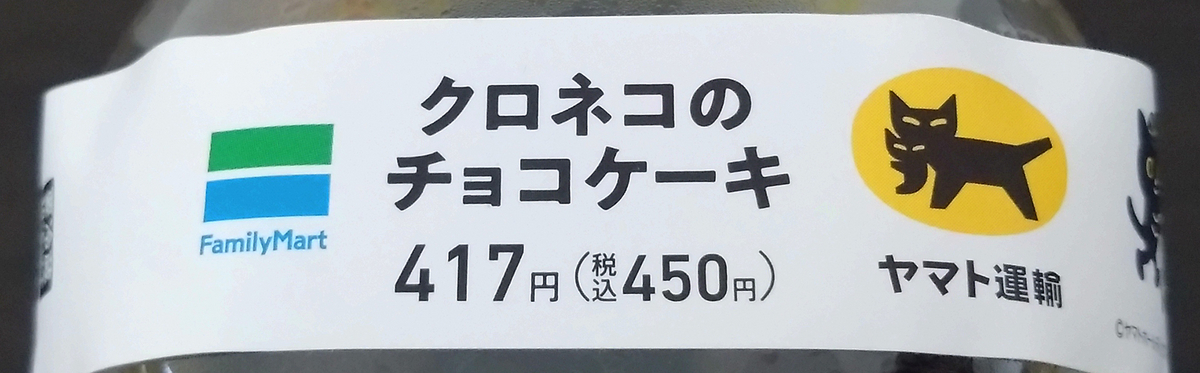 FamilyMart
クロネコの
チョコケーキ
417円(税込450円)
ヤマト運輸